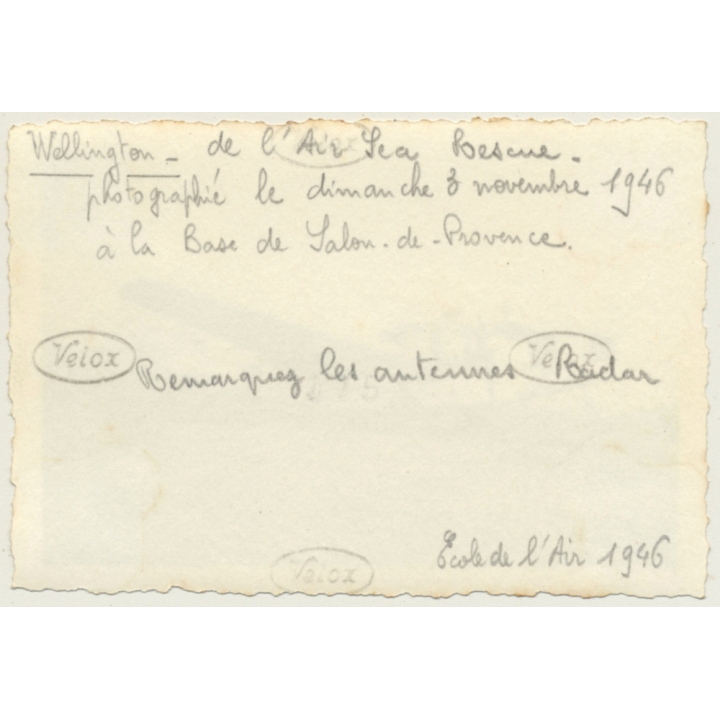 Wellington - de l'Air Sea Rescue -
photographié le dimanche 3 novembre 1946
à la Base de Salon-de-Provence.
Velox
Remarquez les antennes Radar
Velox
École de l'Air 1946
Velox